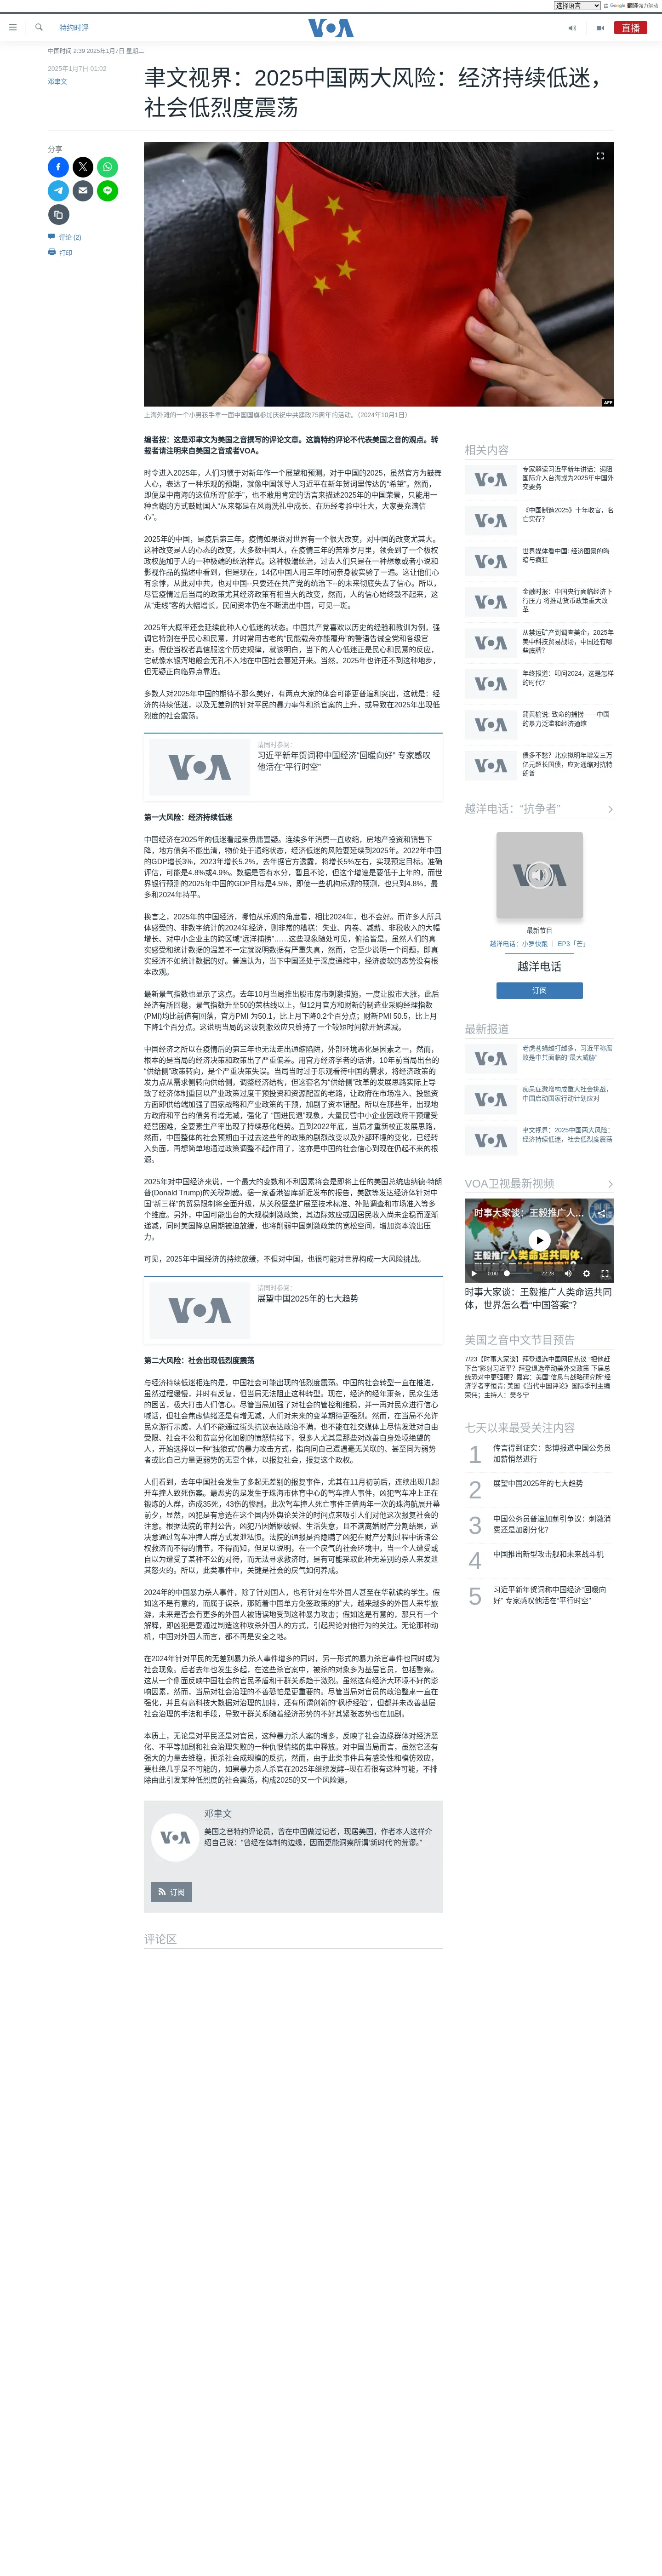 选择语言
由 Google 翻译强力驱动
特约时评
VOA
直播
中国时间 2:39 2025年1月7日 星期二
2025年1月7日 01:02
邓聿文
聿文视界：2025中国两大风险：经济持续低迷，
社会低烈度震荡
分享
评论 (2)
打印
AFP
上海外滩的一个小男孩手拿一面中国国旗参加庆祝中共建政75周年的活动。（2024年10月1日）
编者按：这是邓聿文为美国之音撰写的评论文章。这篇特约评论不代表美国之音的观点。转
载者请注明来自美国之音或者VOA。
时令进入2025年，人们习惯于对新年作一个展望和预测。对于中国的2025，虽然官方为鼓舞
人心，表达了一种乐观的预期，就像中国领导人习近平在新年贺词里传达的“希望”。然而，
即便是中南海的这位所谓“舵手”，也不敢用肯定的语言来描述2025年的中国荣景，只能用一
种含糊的方式鼓励国人“从来都是在风雨洗礼中成长、在历经考验中壮大，大家要充满信
心”。
2025年的中国，是疫后第三年。疫情如果说对世界有一个很大改变，对中国的改变尤其大。
这种改变是人的心态的改变，大多数中国人，在疫情三年的苦难岁月里，领会到了一个极权
政权施加于人的一种极端的统治样式。这种极端统治，过去人们只是在一种想象或者小说和
影视作品的描述中看到，但是现在，14亿中国人用三年时间亲身被实验了一遍。这让他们心
有余悸，从此对中共，也对中国--只要还在共产党的统治下--的未来彻底失去了信心。所以，
尽管疫情过后当局的政策尤其经济政策有相当大的改变，然而，人的信心始终鼓不起来，这
从“走线”客的大幅增长，民间资本仍在不断流出中国，可见一斑。
2025年大概率还会延续此种人心低迷的状态。中国共产党喜欢以历史的经验和教训为例，强
调它特别在乎民心和民意，并时常用古老的“民能载舟亦能覆舟”的警语告诫全党和各级官
吏。假使当权者真信服这个历史规律，就该明白，当下的人心低迷正是民心和民意的反应，
它就像水银泻地般会无孔不入地在中国社会蔓延开来。当然，2025年也许还不到这种地步，
但无疑正向临界点靠近。
多数人对2025年中国的期待不那么美好，有两点大家的体会可能更普遍和突出，这就是：经
济的持续低迷，以及无差别的针对平民的暴力事件和杀官案的上升，或导致在2025年出现低
烈度的社会震荡。
VOA
请同时参阅：
习近平新年贺词称中国经济“回暖向好” 专家感叹
他活在“平行时空”
第一大风险：经济持续低迷
中国经济在2025年的低迷看起来毋庸置疑。连续多年消费一直收缩，房地产投资和销售下
降，地方债务不能出清，物价处于通缩状态，经济低迷的风险要延续到2025年。2022年中国
的GDP增长3%，2023年增长5.2%，去年据官方透露，将增长5%左右，实现预定目标。准确
评估，可能是4.8%或4.9%。数据是否有水分，暂且不论，但这个增速是要低于上年的，而世
界银行预测的2025年的中国GDP目标是4.5%，即使一些机构乐观的预测，也只到4.8%，最
多和2024年持平。
换言之，2025年的中国经济，哪怕从乐观的角度看，相比2024年，也不会好。而许多人所具
体感受的、非数字统计的2024年经济，则非常的糟糕：失业、内卷、减薪、非税收入的大幅
增长、对中小企业主的跨区域“远洋捕捞”……这些现象随处可见，俯拾皆是。虽然人们的真
实感受和统计数据的温差不一定就说明数据有严重失真，然而，它至少说明一个问题，即真
实经济不如统计数据的好。普遍认为，当下中国还处于深度通缩中，经济疲软的态势没有根
本改观。
最新景气指数也显示了这点。去年10月当局推出股市房市刺激措施，一度让股市大涨，此后
经济有所回稳，景气指数升至50的荣枯线以上，但12月官方和财新的制造业采购经理指数
(PMI)均比前值有回落，官方PMI 为50.1，比上月下降0.2个百分点；财新PMI 50.5，比上月
下降1个百分点。这说明当局的这波刺激效应只维持了一个较短时间就开始递减。
中国经济之所以在疫情后的第三年也无法走出通缩陷阱，外部环境恶化是因素之一，然而，
根本的是当局的经济决策和政策出了严重偏差。用官方经济学者的话讲，10年前当局出台的
“供给侧”政策转向，是个严重决策失误。当局当时过于乐观看待中国的需求，将经济政策的
发力点从需求侧转向供给侧，调整经济结构，但这套名为“供给侧”改革的发展思路实际上导
致了经济体制重回以产业政策过度干预投资和资源配置的老路，让政府在市场准入、投融资
方面即供给端加强了国家战略和产业政策的干预，加剧了资本错配。所以在那些年，出现地
方政府和平台的债务有增无减，强化了 “国进民退”现象，大量民营中小企业因政府干预遭受
经营困难，全要素生产率出现了持续恶化趋势。直到2022年底，当局才重新校正发展思路，
然而，中国整体的社会预期由于过去这些年的政策的剧烈改变以及外部环境的变化，已经转
入负面，再想简单地通过政策调整不起作用了，这亦是中国的社会信心到现在仍起不来的根
源。
2025年对中国经济来说，一个最大的变数和不利因素将会是即将上任的美国总统唐纳德·特朗
普(Donald Trump)的关税制裁。据一家香港智库新近发布的报告，美欧等发达经济体针对中
国“新三样”的贸易限制将全面升级，从关税壁垒扩展至技术标准、补贴调查和市场准入等多
个维度。另外，中国可能出台的大规模刺激政策，其边际效应或因居民收入尚未企稳而逐步
递减，同时美国降息周期被迫放缓，也将削弱中国刺激政策的宽松空间，增加资本流出压
力。
可见，2025年中国经济的持续放缓，不但对中国，也很可能对世界构成一大风险挑战。
VOA
请同时参阅：
展望中国2025年的七大趋势
第二大风险：社会出现低烈度震荡
与经济持续低迷相连的是，中国社会可能出现的低烈度震荡。中国的社会转型一直在推进，
虽然过程缓慢，并时有反复，但当局无法阻止这种转型。现在，经济的经年萧条，民众生活
的困苦，极大打击人们信心。尽管当局加强了对社会的管控和维稳，并一再对民众进行信心
喊话，但社会焦虑情绪还是有增无减，人们对未来的变革期待更强烈。然而，在当局不允许
民众游行示威，人们不能通过街头抗议表达政治不满，也不能在社交媒体上尽情发泄对自由
受限、社会不公和贫富分化加剧的愤怒情绪下，很多人尤其是那些对改善自身处境绝望的
人，开始选择以一种“独狼式”的暴力攻击方式，指向同自己遭遇毫无关联的、甚至同为弱势
者或比自己力量更弱势的无辜个体，以报复社会，报复这个政权。
人们看到，去年中国社会发生了多起无差别的报复事件，尤其在11月初前后，连续出现几起
开车撞人致死伤案。最恶劣的是发生于珠海市体育中心的驾车撞人事件，凶犯驾车冲上正在
锻炼的人群，造成35死，43伤的惨剧。此次驾车撞人死亡事件正值两年一次的珠海航展开幕
前夕，显然，凶犯是有意选在这个国内外舆论关注的时间点来吸引人们对他这次报复社会的
注意。根据法院的审判公告，凶犯乃因婚姻破裂、生活失意，且不满离婚财产分割结果，遂
决意通过驾车冲撞人群方式发泄私愤。法院的通报是否隐瞒了凶犯在财产分割过程中诉诸公
权救济而不得的情节，不得而知，但足以说明，在一个戾气的社会环境中，当一个人遭受或
自以为遭受了某种不公的对待，而无法寻求救济时，是有可能采取此种无差别的杀人来发泄
其怒火的。所以，此类事件中，关键是社会的戾气如何养成。
2024年的中国暴力杀人事件，除了针对国人，也有针对在华外国人甚至在华就读的学生。假
如这不是有意的，而属于误杀，那随着中国单方免签政策的扩大，越来越多的外国人来华旅
游，未来是否会有更多的外国人被错误地受到这种暴力攻击；假如这是有意的，那只有一个
解释，即凶犯是要通过制造这种攻杀外国人的方式，引起舆论对他行为的关注。无论那种动
机，中国对外国人而言，都不再是安全之地。
在2024年针对平民的无差别暴力杀人事件增多的同时，另一形式的暴力杀官事件也同时成为
社会现象。后者去年也发生多起，在这些杀官案中，被杀的对象多为基层官员，包括警察。
这从一个侧面反映中国社会的官民矛盾和干群关系趋于激烈。虽然这有经济大环境不好的影
响因素，然而，当局对社会治理的不善恐怕是更重要的。尽管当局对官员的政治整肃一直在
强化，并且有高科技大数据对治理的加持，还有所谓创新的“枫桥经验”，但都并未改善基层
社会治理的手法和手段，导致干群关系随着经济形势的不好其紧张态势也在加剧。
本质上，无论是对平民还是对官员，这种暴力杀人案的增多，反映了社会边缘群体对经济恶
化、不平等加剧和社会治理失败的一种仇恨情绪的集中释放。对中国当局而言，虽然它还有
强大的力量去维稳，扼杀社会成规模的反抗，然而，由于此类事件具有感染性和模仿效应，
要杜绝几乎是不可能的，如果暴力杀人杀官在2025年继续发酵--现在看很有这种可能，不排
除由此引发某种低烈度的社会震荡，构成2025的又一个风险源。
VOA
邓聿文
美国之音特约评论员，曾在中国做过记者，现居美国，作者本人这样介
绍自己说：“曾经在体制的边缘，因而更能洞察所谓‘新时代’的荒谬。”
订阅
评论区
相关内容
VOA
专家解读习近平新年讲话：遏阻
国际介入台海或为2025年中国外
交要务
VOA
《中国制造2025》十年收官，名
亡实存？
VOA
世界媒体看中国: 经济图景的晦
暗与疯狂
VOA
金融时报：中国央行面临经济下
行压力 将推动货币政策重大改
革
VOA
从禁运矿产到调查美企，2025年
美中科技贸易战场，中国还有哪
些底牌？
VOA
年终报道：叩问2024，这是怎样
的时代？
VOA
蒲黄榆说: 致命的捕捞——中国
的暴力泛滥和经济通缩
VOA
债多不愁？北京拟明年增发三万
亿元超长国债，应对通缩对抗特
朗普
越洋电话：“抗争者”
VOA
最新节目
越洋电话：小罗快跑 ｜ EP3「芒」
越洋电话
订阅
最新报道
VOA
老虎苍蝇越打越多，习近平称腐
败是中共面临的“最大威胁”
VOA
痴呆症激增构成重大社会挑战，
中国启动国家行动计划应对
VOA
聿文视界：2025中国两大风险：
经济持续低迷，社会低烈度震荡
VOA卫视最新视频
时事大家谈：王毅推广人…
王毅推广人类命运共同体，
0:00
22:28
时事大家谈：王毅推广人类命运共同
体，世界怎么看“中国答案”？
美国之音中文节目预告
7/23【时事大家谈】拜登退选中国网民热议 “把他赶
下台”影射习近平？拜登退选牵动美外交政策 下届总
统恐对中更强硬？嘉宾：美国“信息与战略研究所”经
济学者李恒青; 美国《当代中国评论》国际季刊主编
荣伟；主持人：樊冬宁
七天以来最受关注内容
1
传言得到证实：彭博报道中国公务员
加薪悄然进行
2
展望中国2025年的七大趋势
3
中国公务员普遍加薪引争议：刺激消
费还是加剧分化？
4
中国推出新型攻击舰和未来战斗机
5
习近平新年贺词称中国经济“回暖向
好” 专家感叹他活在“平行时空”